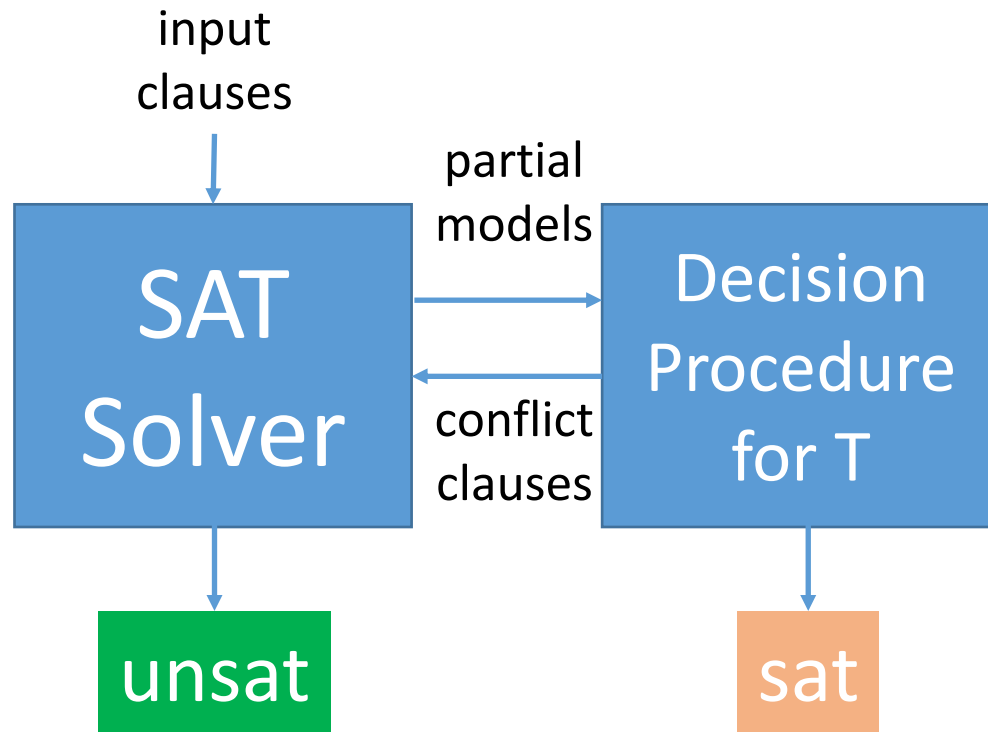 input
clauses
partial
models
SAT
Solver
Decision
Procedure
for T
conflict
clauses
unsat
sat